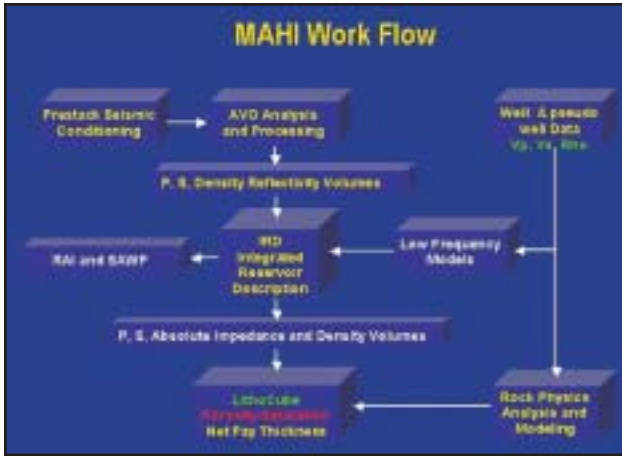 MAHI Work Flow
Prestack Seismic
Conditioning
AVO Analysis
and Processing
Well & pseudo
well Data
Vp, Vs, Rho
P, S, Density Reflectivity Volumes
RAI and
IRD
Integrated
Reservoir
Description
Low Frequency
Models
P, S, Absolute Impedance and Density Volumes
LithoCube
Porosity-Saturation
Net Pay Thickness
Rock Physics
Analysis and
Modeling